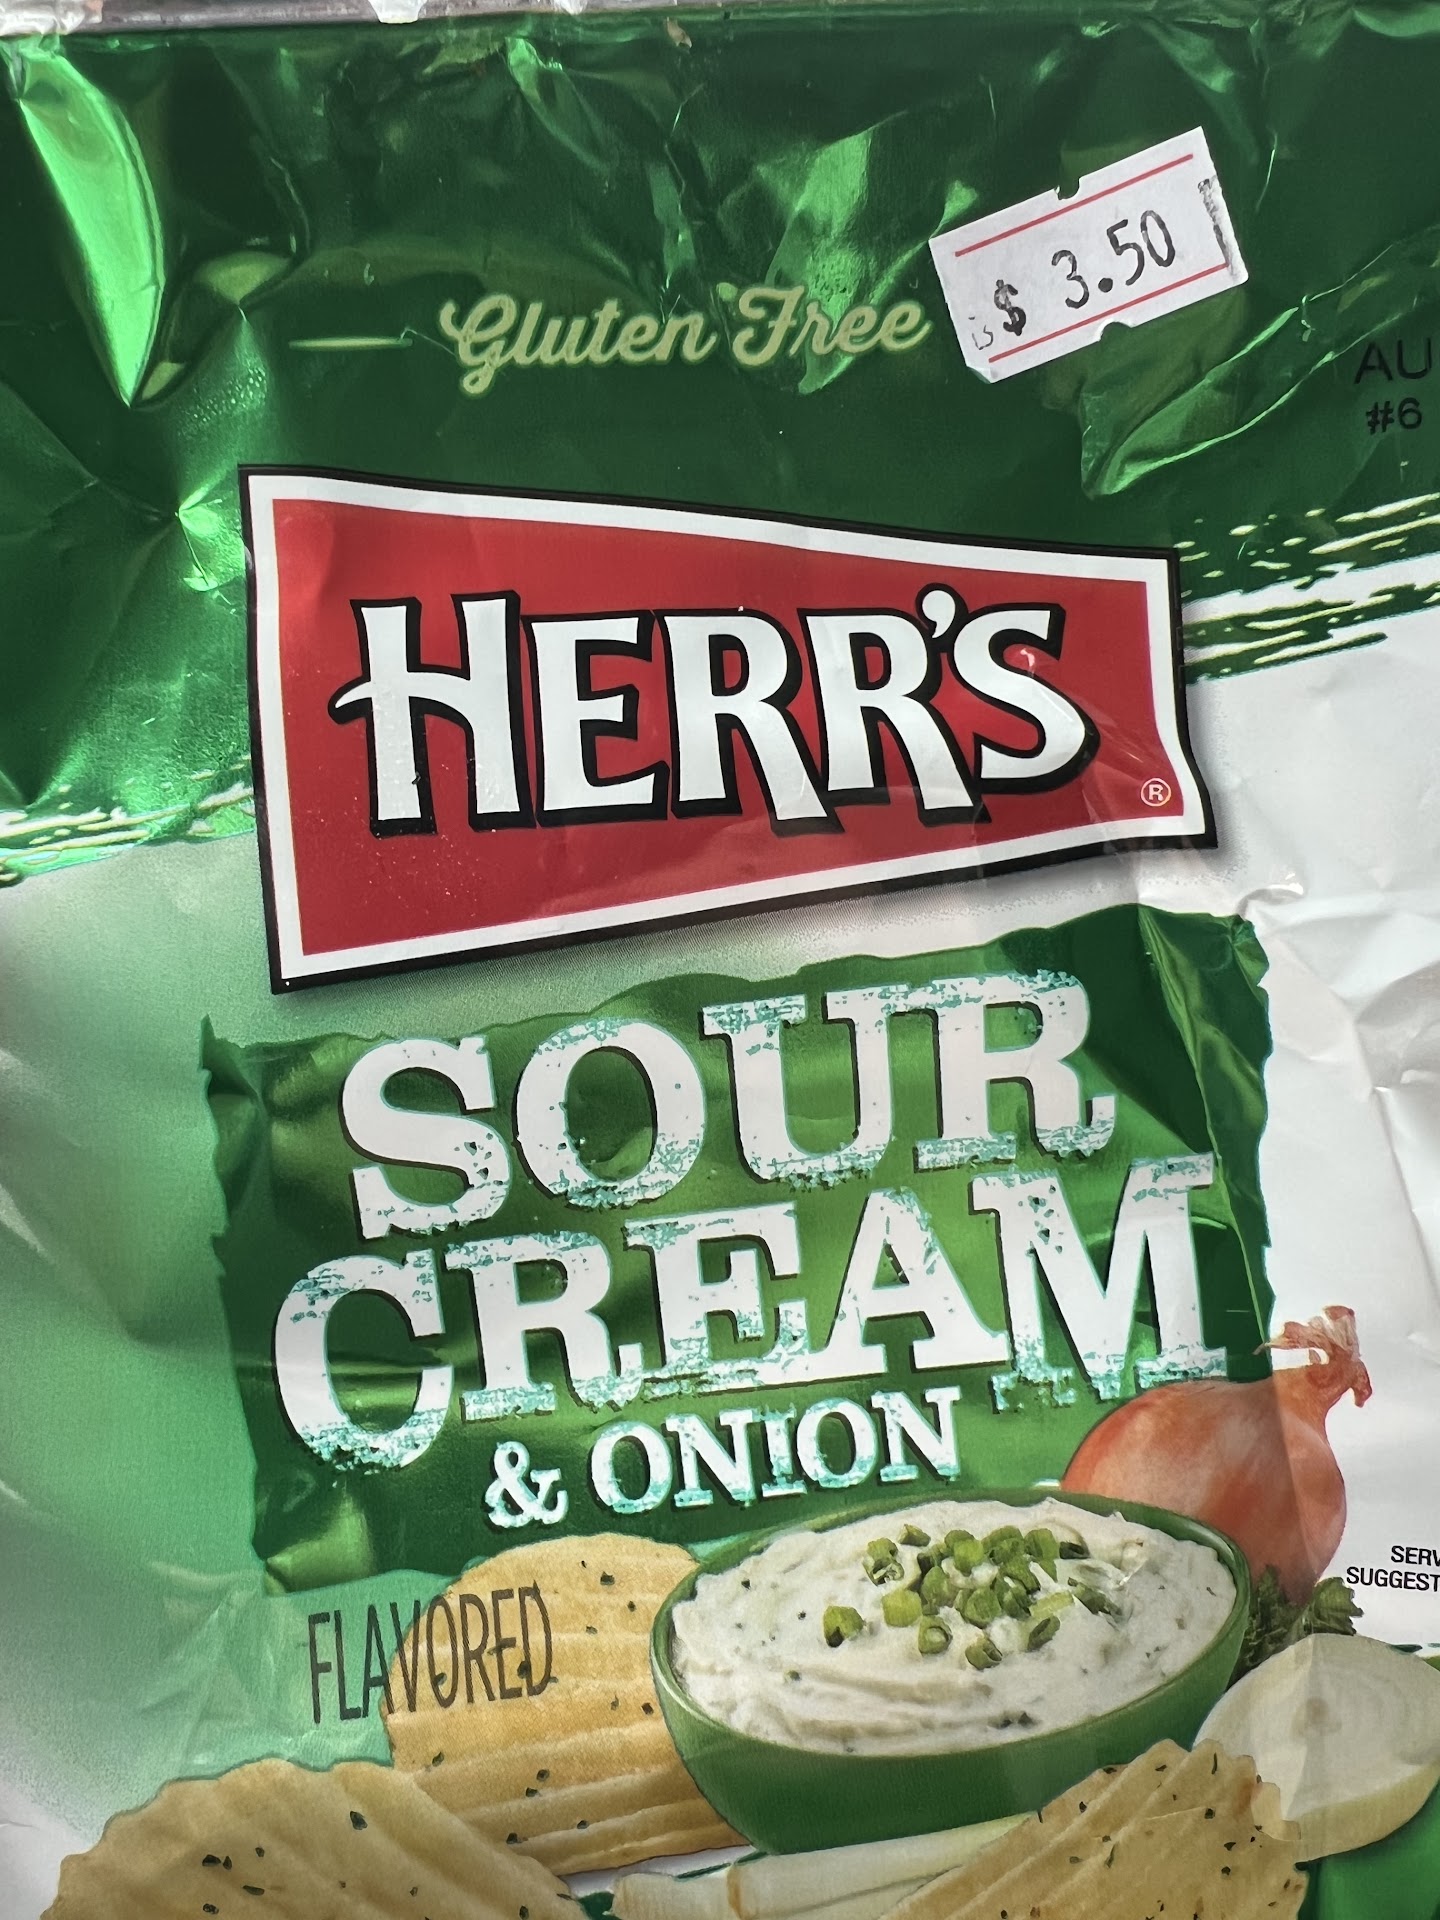 $ 3.50
Gluten Free
AU
#6
HERR'S
®
SOUR
CREAM
& ONION
FLAVORED
SERV
SUGGEST